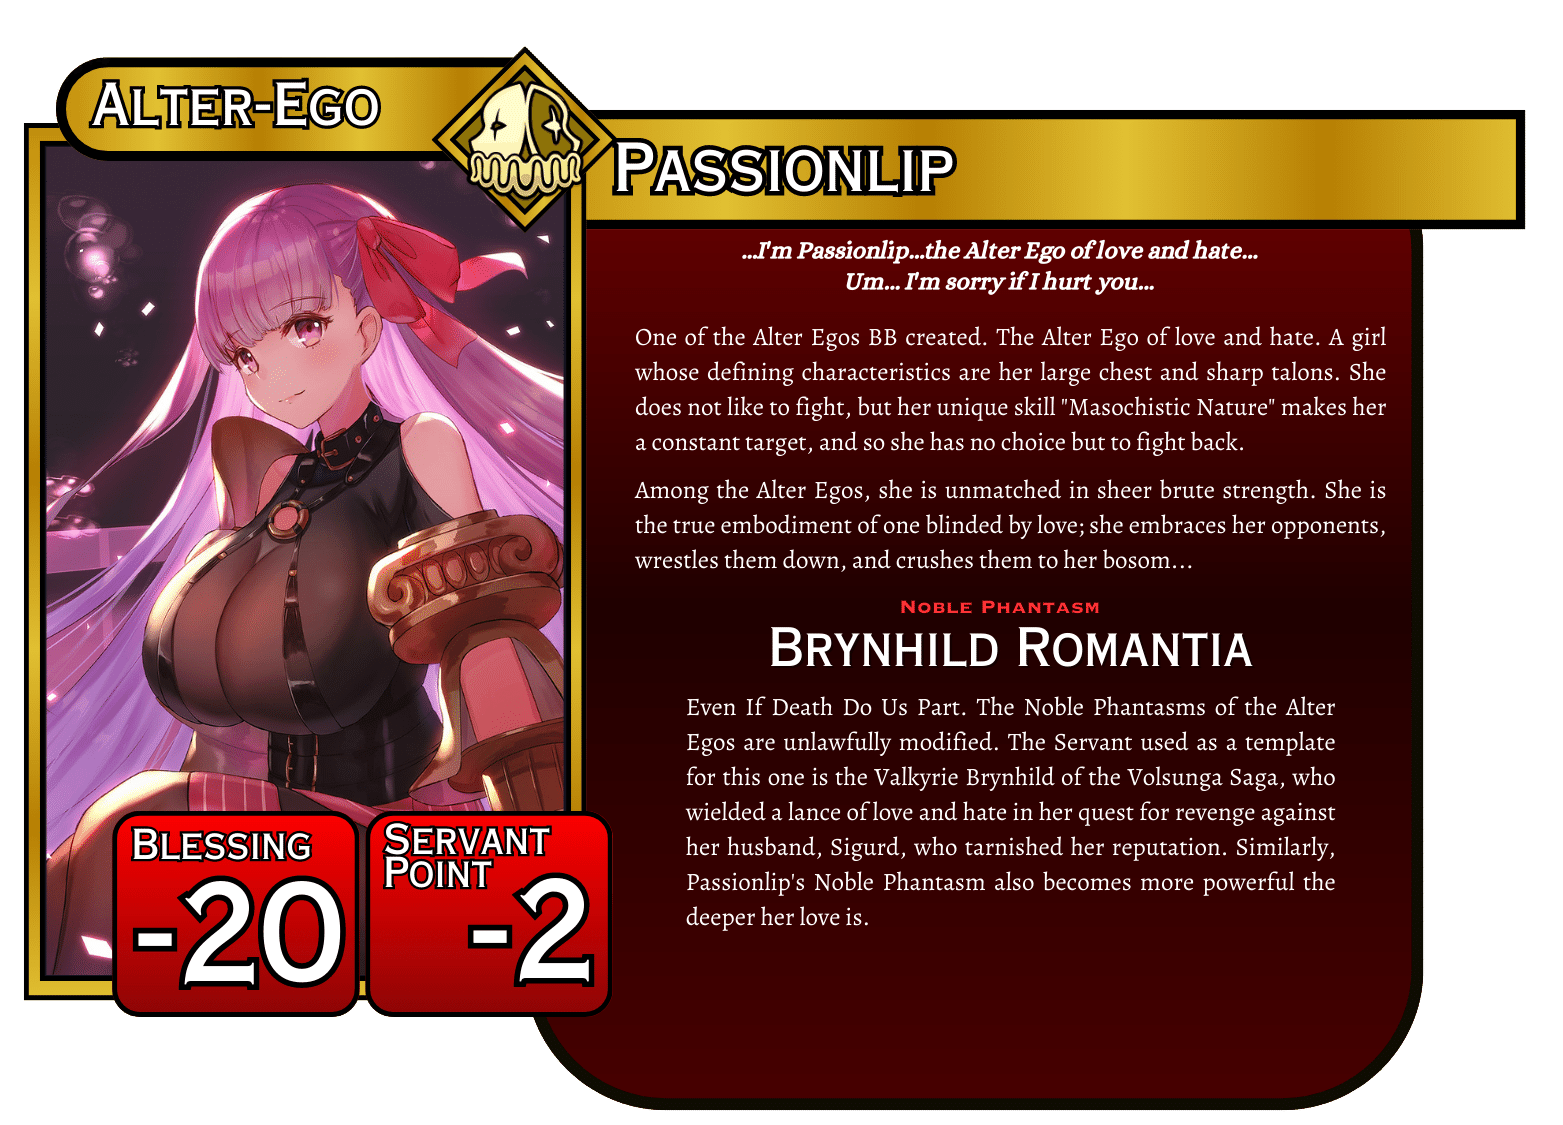 Alter-Ego
Passionlip
...I'm Passionlip...the Alter Ego of love and hate...
Um... I'm sorry if I hurt you...
One of the Alter Egos BB created. The Alter Ego of love and hate. A girl
whose defining characteristics are her large chest and sharp talons. She
does not like to fight, but her unique skill "Masochistic Nature" makes her
a constant target, and so she has no choice but to fight back.
Among the Alter Egos, she is unmatched in sheer brute strength. She is
the true embodiment of one blinded by love; she embraces her opponents,
wrestles them down, and crushes them to her bosom...
Noble Phantasm
Brynhild Romantia
Even If Death Do Us Part. The Noble Phantasms of the Alter
Egos are unlawfully modified. The Servant used as a template
for this one is the Valkyrie Brynhild of the Volsunga Saga, who
wielded a lance of love and hate in her quest for revenge against
her husband, Sigurd, who tarnished her reputation. Similarly,
Passionlip's Noble Phantasm also becomes more powerful the
deeper her love is.
Blessing
-20
Servant
Point
-2